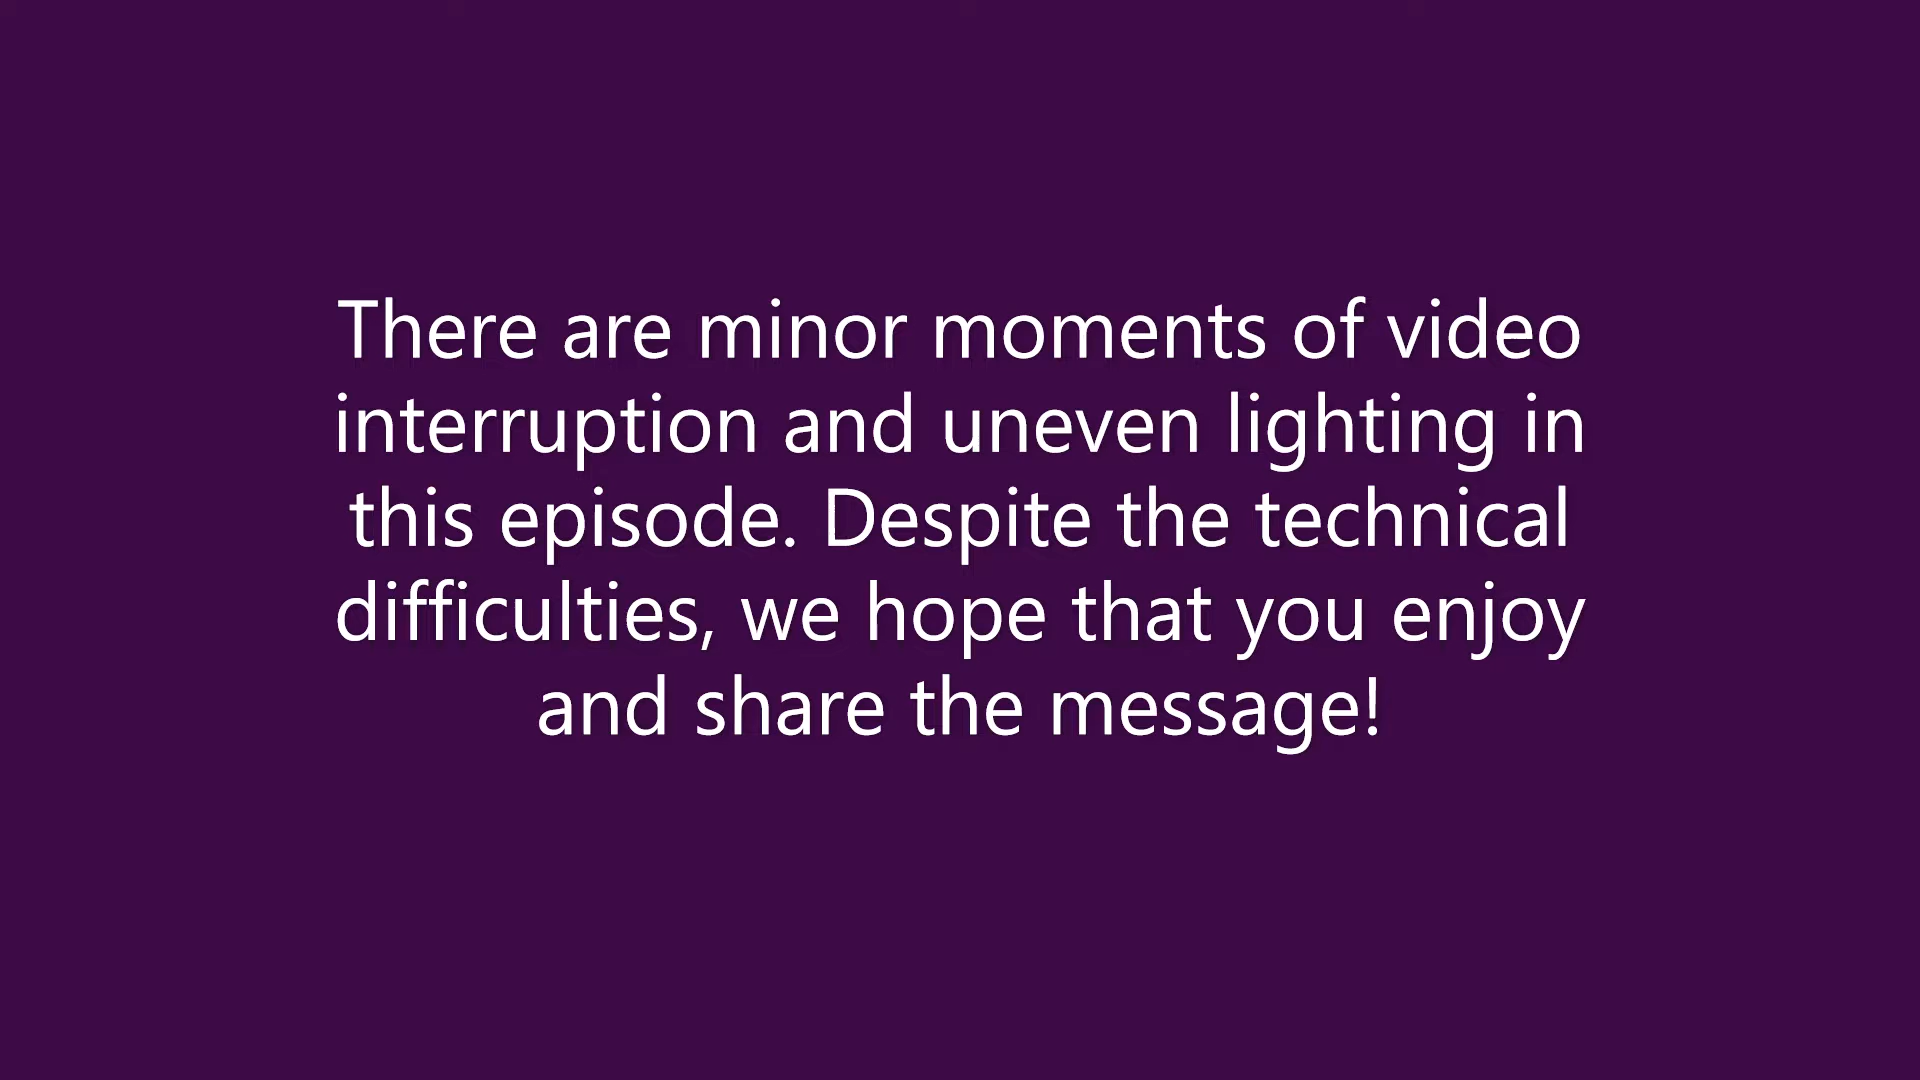 There are minor moments of video
interruption and uneven lighting in
this episode. Despite the technical
difficulties, we hope that you enjoy
and share the message!